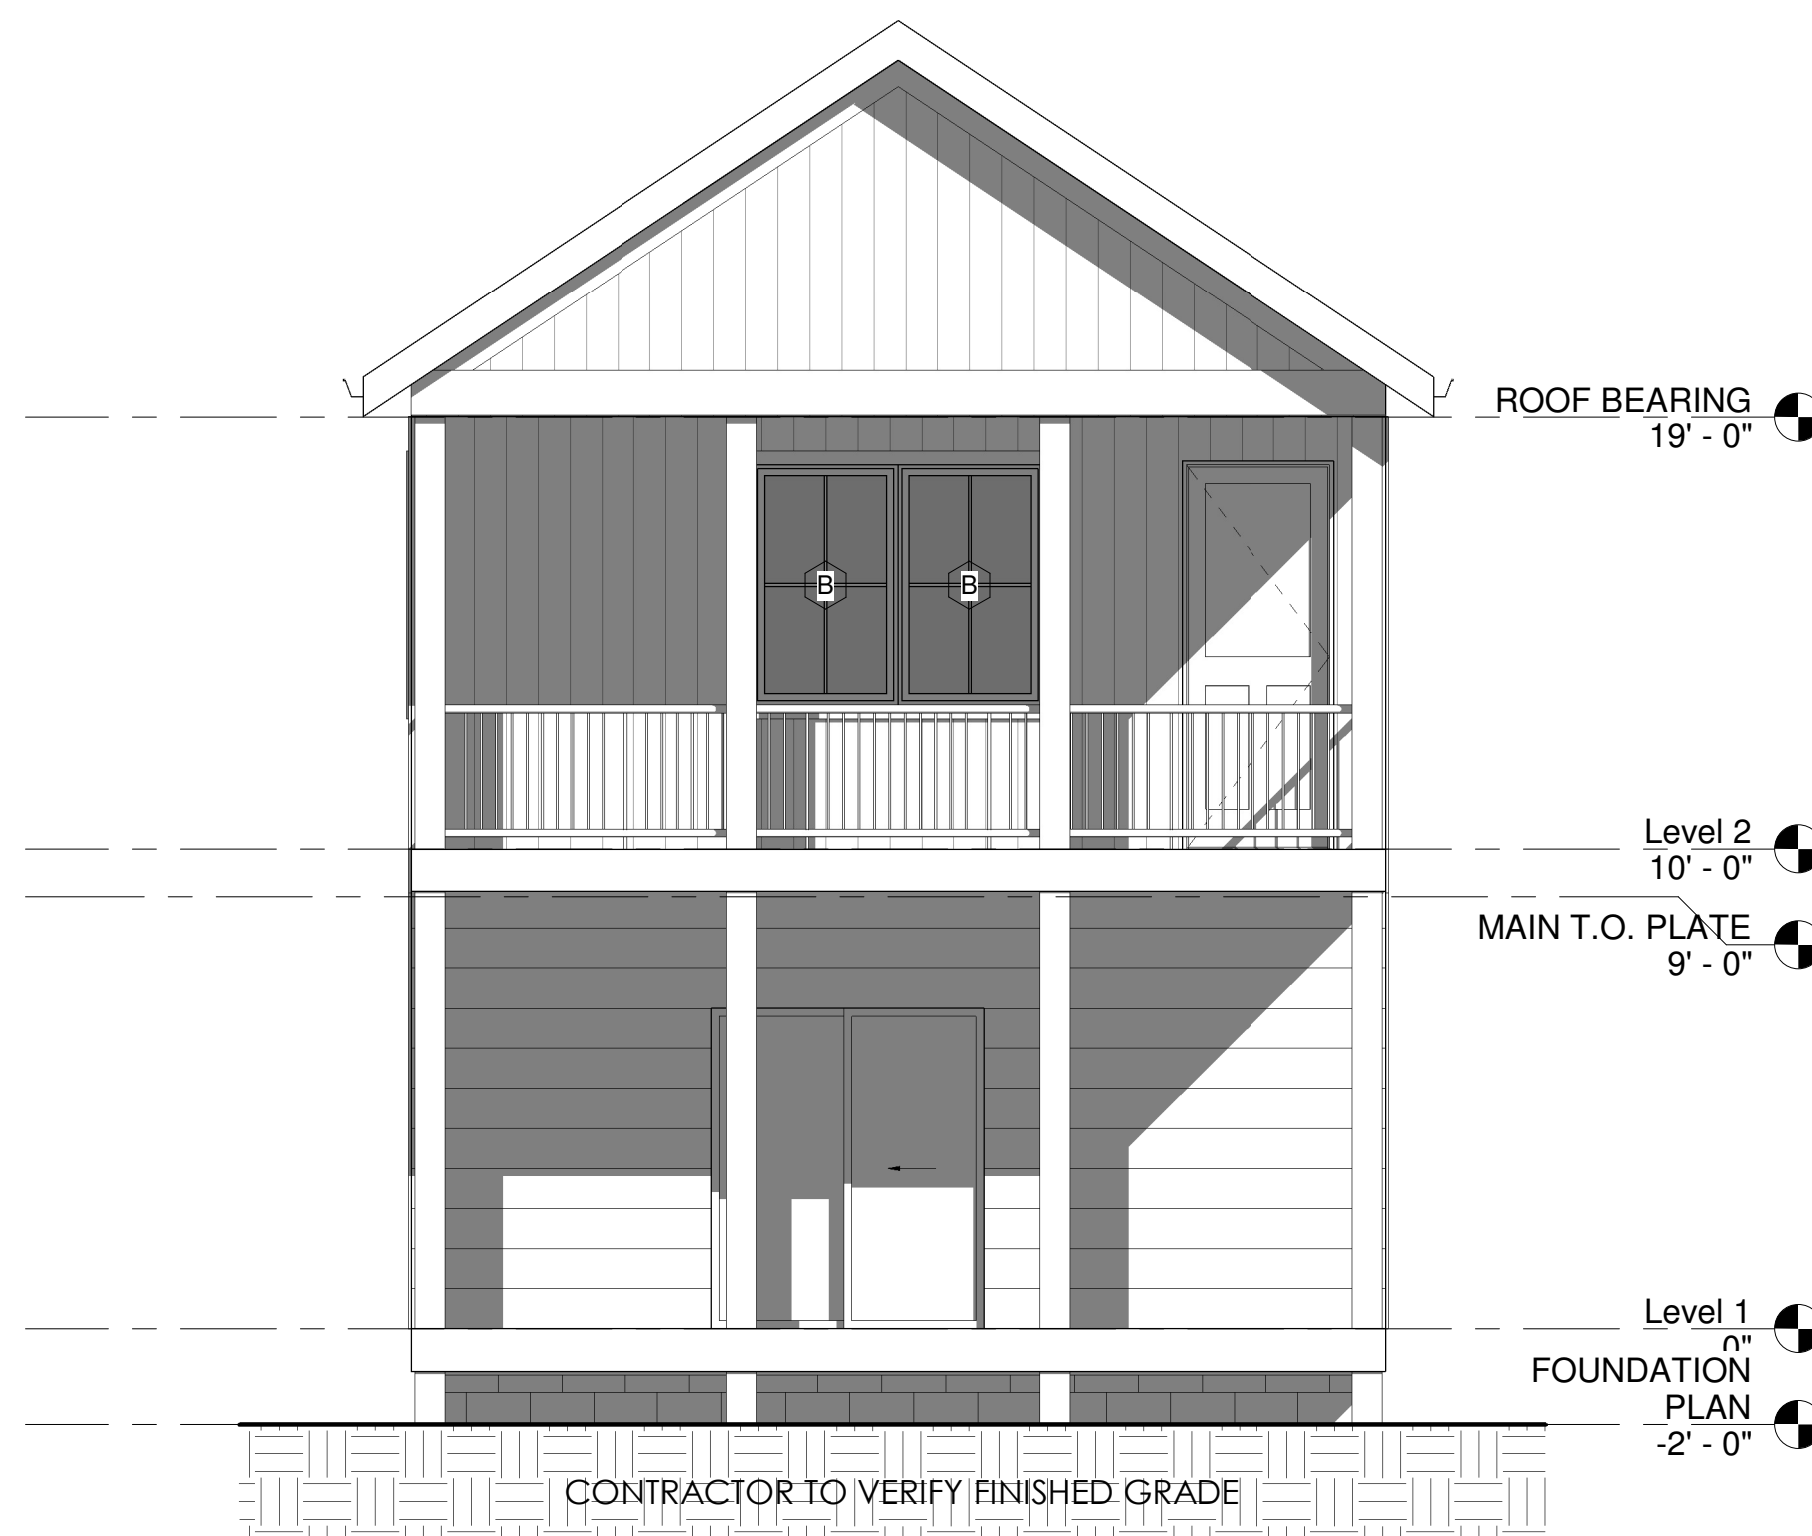 ROOF BEARING
19' - 0"
B
B
Level 2
10' - 0"
MAIN T.O. PLATE
9' - 0"
Level 1
0"
FOUNDATION
PLAN
-2' - 0"
CONTRACTOR TO VERIFY FINISHED GRADE